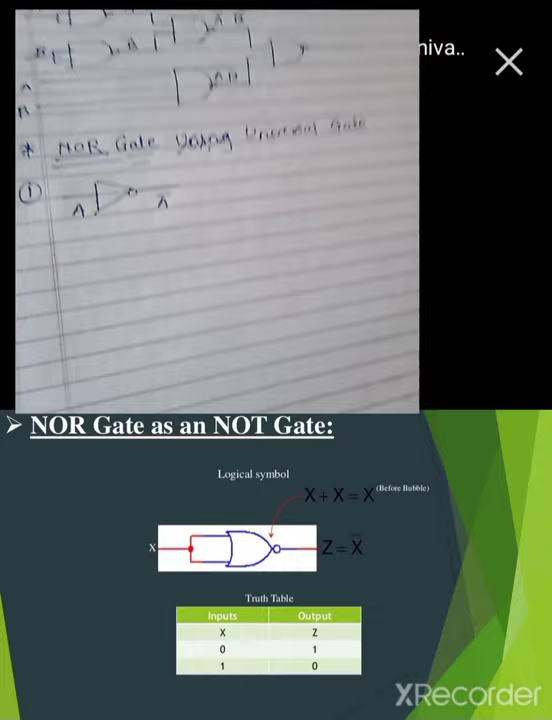 niva..
* NOR Gate Using Universal Gate
① A A̅
➢ NOR Gate as an NOT Gate:
Logical symbol
X + X = X (Before Bubble)
X Z = X̅
Truth Table
Inputs Output
X Z
0 1
1 0
XRecorder